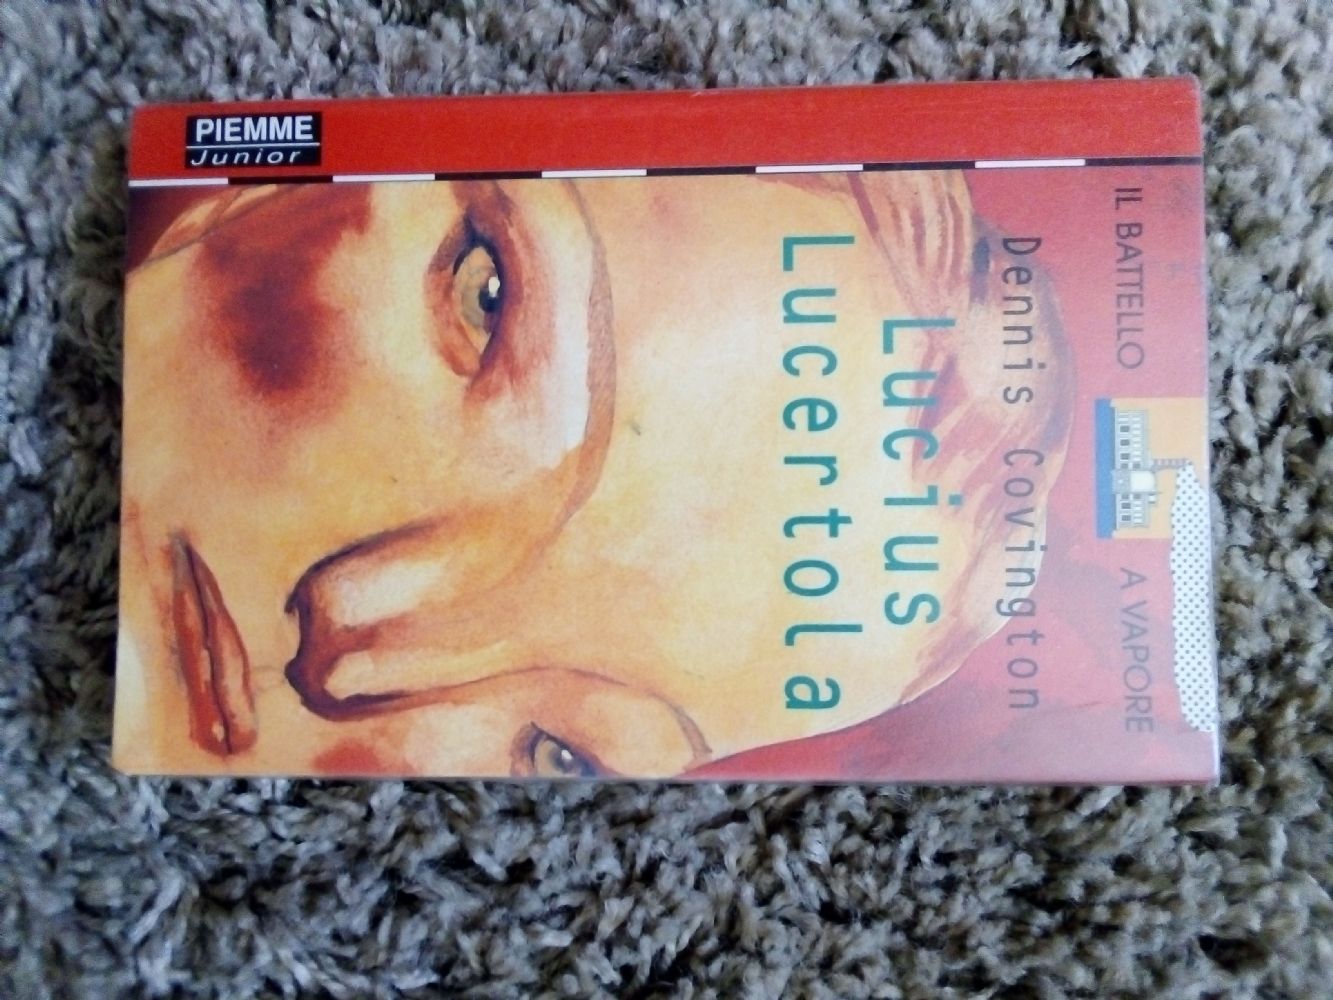 IL BATTELLO A VAPORE
Dennis Covington
Lucius
Lucertola
PIEMME
Junior